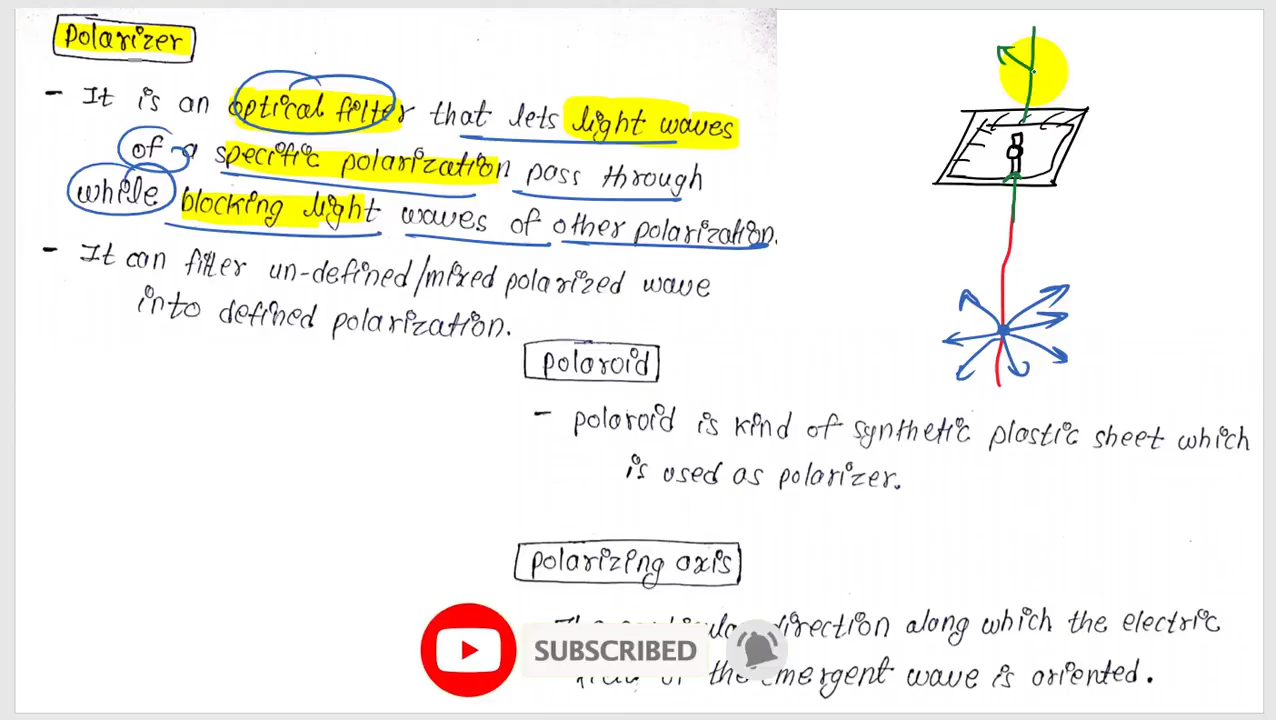 polarizer
- It is an optical filter that lets light waves
of a specific polarization pass through
while blocking light waves of other polarization.
- It can filter un-defined/mixed polarized wave
into defined polarization.
polaroid
- polaroid is kind of synthetic plastic sheet which
is used as polarizer.
polarizing axis
direction along which the electric
the emergent wave is oriented.
SUBSCRIBED